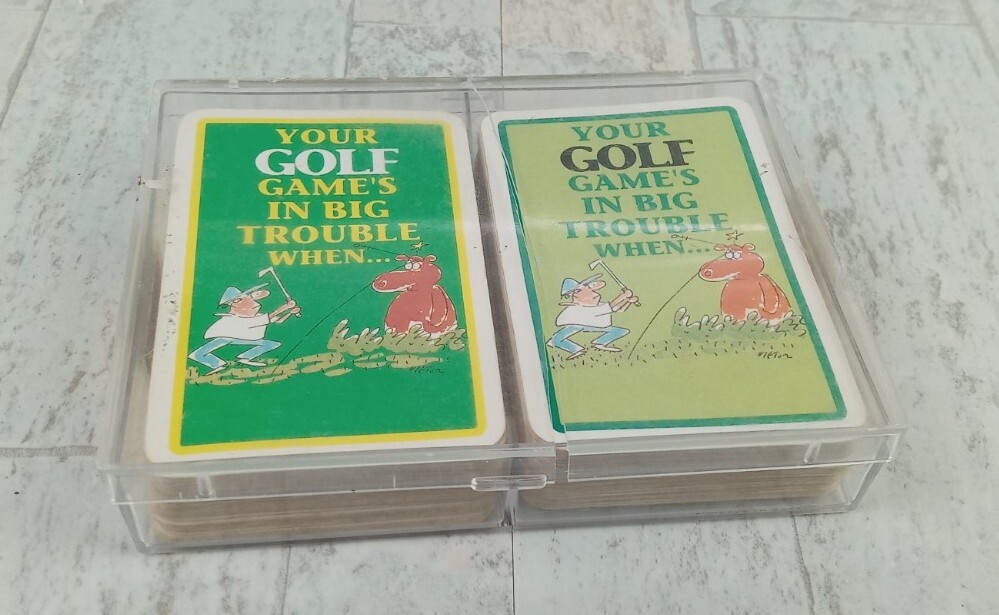 YOUR
GOLF
GAME'S
IN BIG
TROUBLE
WHEN...
YOUR
GOLF
GAME'S
IN BIG
TROUBLE
WHEN...